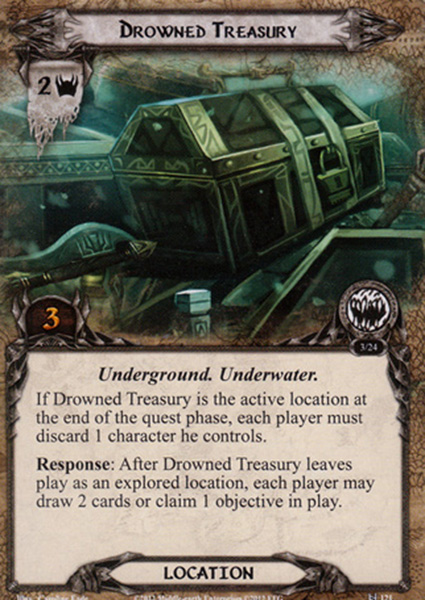 DROWNED TREASURY
2
3
3/24
Underground. Underwater.
If Drowned Treasury is the active location at
the end of the quest phase, each player must
discard 1 character he controls.
Response: After Drowned Treasury leaves
play as an explored location, each player may
draw 2 cards or claim 1 objective in play.
LOCATION